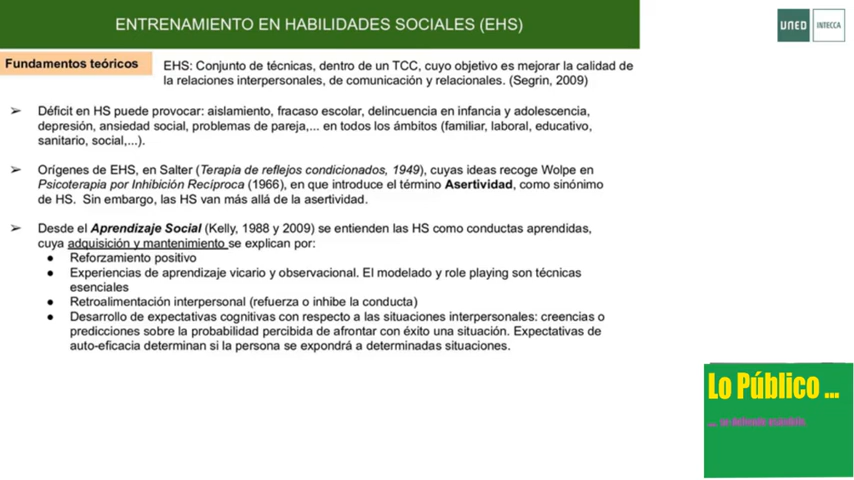 ENTRENAMIENTO EN HABILIDADES SOCIALES (EHS)
UNED
INTECCA
Fundamentos teóricos
EHS: Conjunto de técnicas, dentro de un TCC, cuyo objetivo es mejorar la calidad de
la relaciones interpersonales, de comunicación y relacionales. (Segrin, 2009)
➢ Déficit en HS puede provocar: aislamiento, fracaso escolar, delincuencia en infancia y adolescencia,
depresión, ansiedad social, problemas de pareja,... en todos los ámbitos (familiar, laboral, educativo,
sanitario, social,...).
➢ Orígenes de EHS, en Salter (Terapia de reflejos condicionados, 1949), cuyas ideas recoge Wolpe en
Psicoterapia por Inhibición Recíproca (1966), en que introduce el término Asertividad, como sinónimo
de HS. Sin embargo, las HS van más allá de la asertividad.
➢ Desde el Aprendizaje Social (Kelly, 1988 y 2009) se entienden las HS como conductas aprendidas,
cuya adquisición y mantenimiento se explican por:
● Reforzamiento positivo
● Experiencias de aprendizaje vicario y observacional. El modelado y role playing son técnicas
esenciales
● Retroalimentación interpersonal (refuerza o inhibe la conducta)
● Desarrollo de expectativas cognitivas con respecto a las situaciones interpersonales: creencias o
predicciones sobre la probabilidad percibida de afrontar con éxito una situación. Expectativas de
auto-eficacia determinan si la persona se expondrá a determinadas situaciones.
Lo Público ...